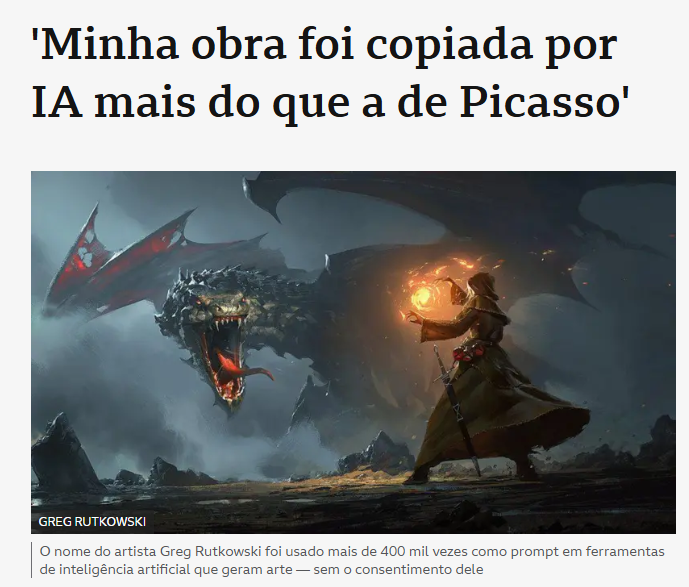 'Minha obra foi copiada por
IA mais do que a de Picasso'
GREG RUTKOWSKI
O nome do artista Greg Rutkowski foi usado mais de 400 mil vezes como prompt em ferramentas
de inteligência artificial que geram arte — sem o consentimento dele